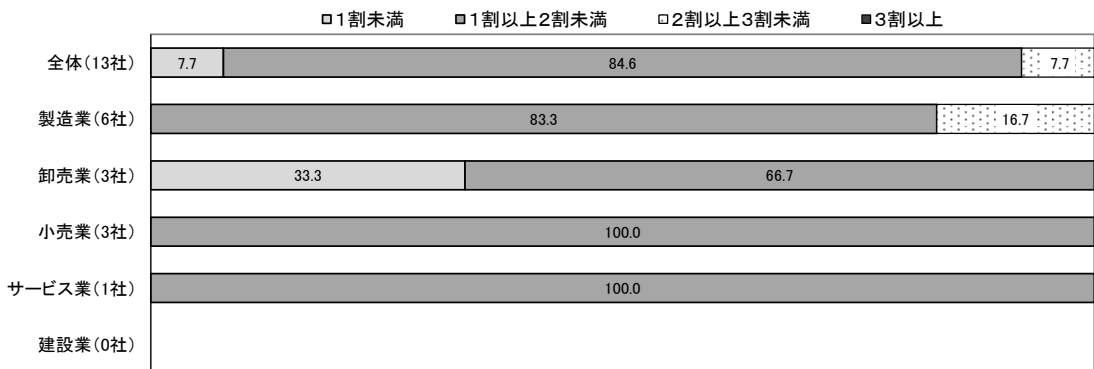 □1割未満 ■1割以上2割未満 □2割以上3割未満 ■3割以上
全体(13社) 7.7 84.6 7.7
製造業(6社) 83.3 16.7
卸売業(3社) 33.3 66.7
小売業(3社) 100.0
サービス業(1社) 100.0
建設業(0社)